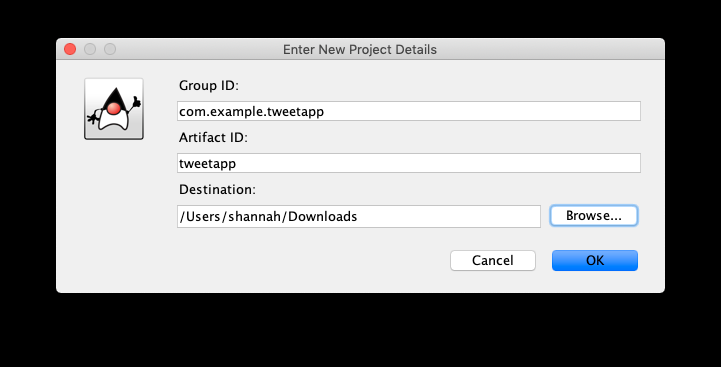 Enter New Project Details
Group ID:
com.example.tweetapp
Artifact ID:
tweetapp
Destination:
/Users/shannah/Downloads
Browse...
Cancel
OK